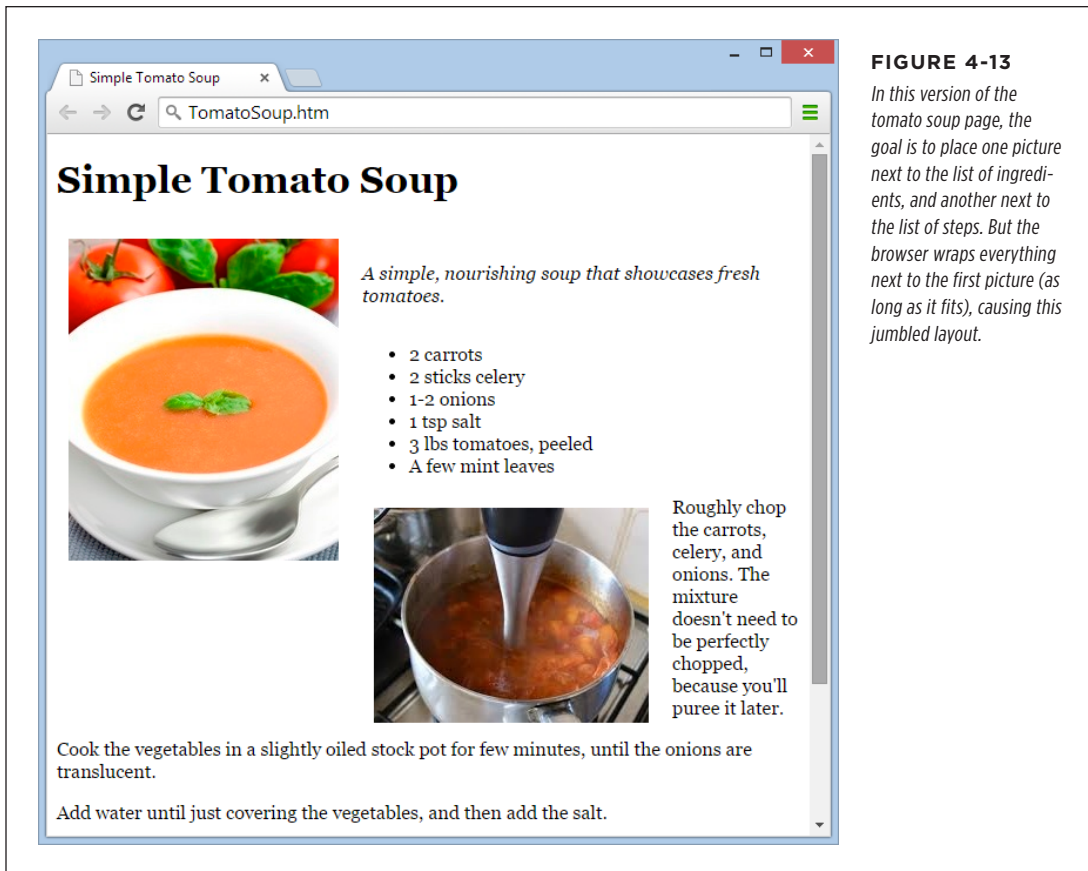 Simple Tomato Soup
TomatoSoup.htm
Simple Tomato Soup
A simple, nourishing soup that showcases fresh
tomatoes.
• 2 carrots
• 2 sticks celery
• 1-2 onions
• 1 tsp salt
• 3 lbs tomatoes, peeled
• A few mint leaves
Roughly chop
the carrots,
celery, and
onions. The
mixture
doesn't need to
be perfectly
chopped,
because you'll
puree it later.
Cook the vegetables in a slightly oiled stock pot for few minutes, until the onions are
translucent.
Add water until just covering the vegetables, and then add the salt.
FIGURE 4-13
In this version of the
tomato soup page, the
goal is to place one picture
next to the list of ingredi-
ents, and another next to
the list of steps. But the
browser wraps everything
next to the first picture (as
long as it fits), causing this
jumbled layout.